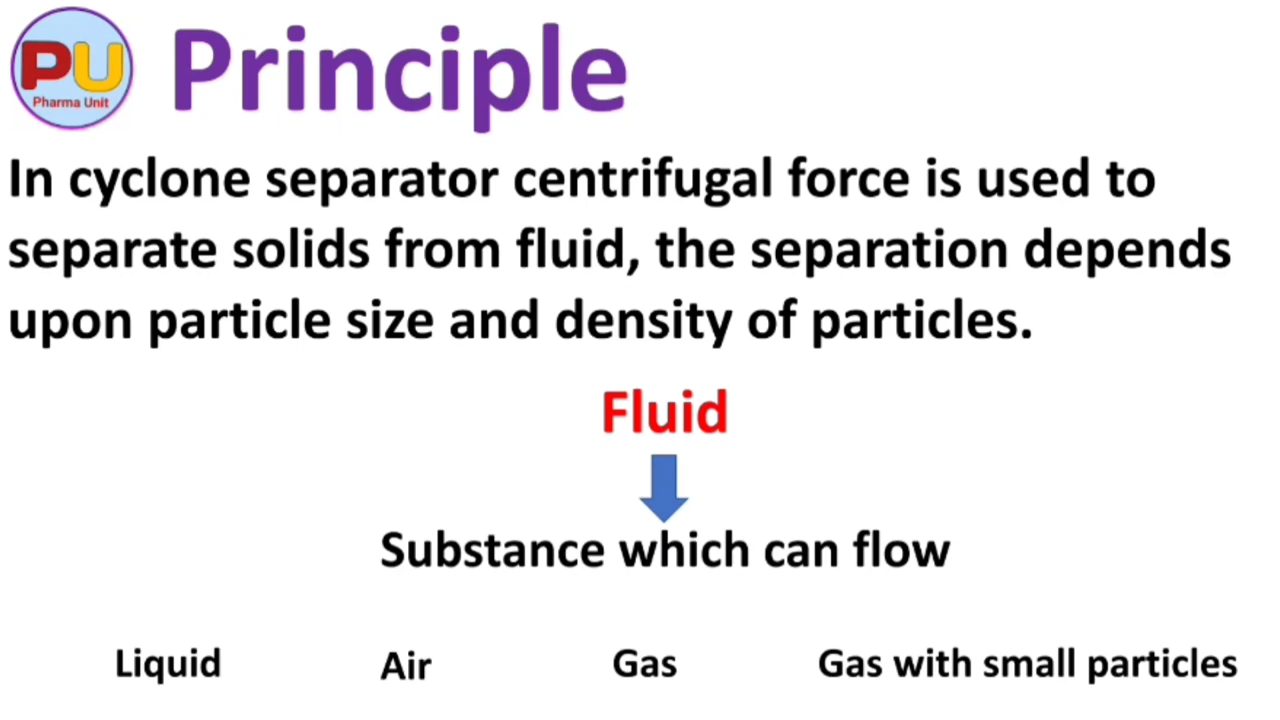 PU
Pharma Unit
Principle
In cyclone separator centrifugal force is used to
separate solids from fluid, the separation depends
upon particle size and density of particles.
Fluid
Substance which can flow
Liquid Air Gas Gas with small particles